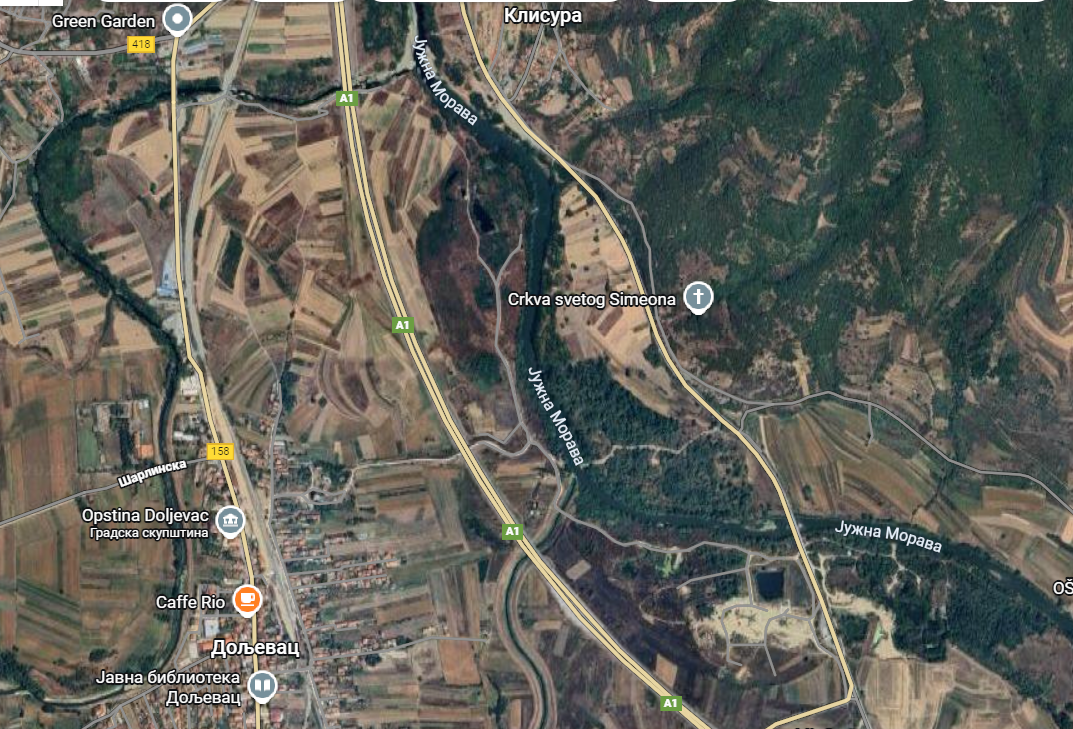 Green Garden
Клисура
418
Јужна Морава
A1
A1
Crkva svetog Simeona
Јужна Морава
158
Шарлинска
Opstina Doljevac
Градска скупштина
A1
Јужна Морава
Caffe Rio
Дољевац
Јавна библиотека
Дољевац
A1